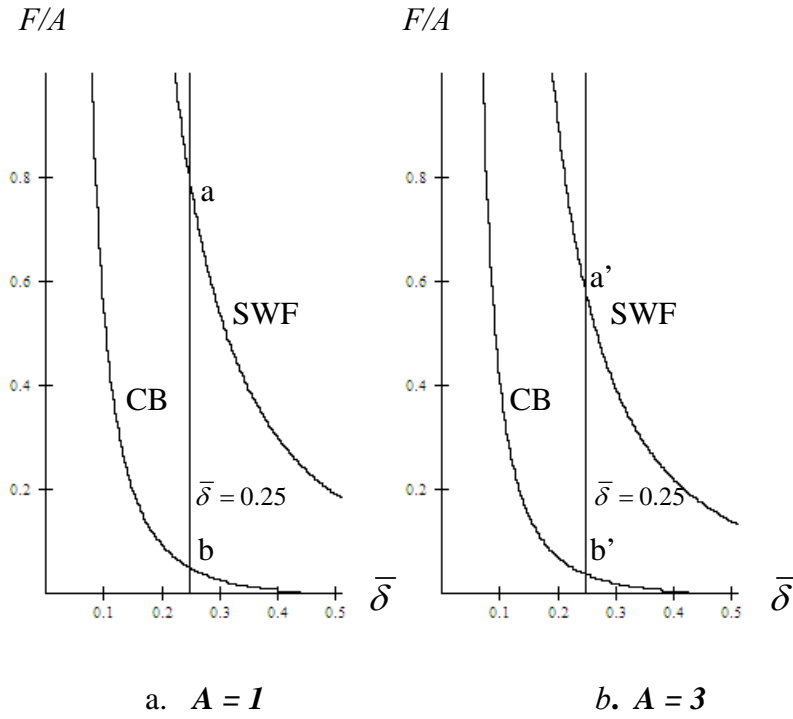 F/A
F/A
0.8
a
0.6
SWF
0.4
CB
0.2
δ̅ = 0.25
b
0.1
0.2
0.3
0.4
0.5
δ̅
0.8
0.6
a’
SWF
0.4
CB
0.2
δ̅ = 0.25
b’
0.1
0.2
0.3
0.4
0.5
δ̅
a. A = 1
b. A = 3